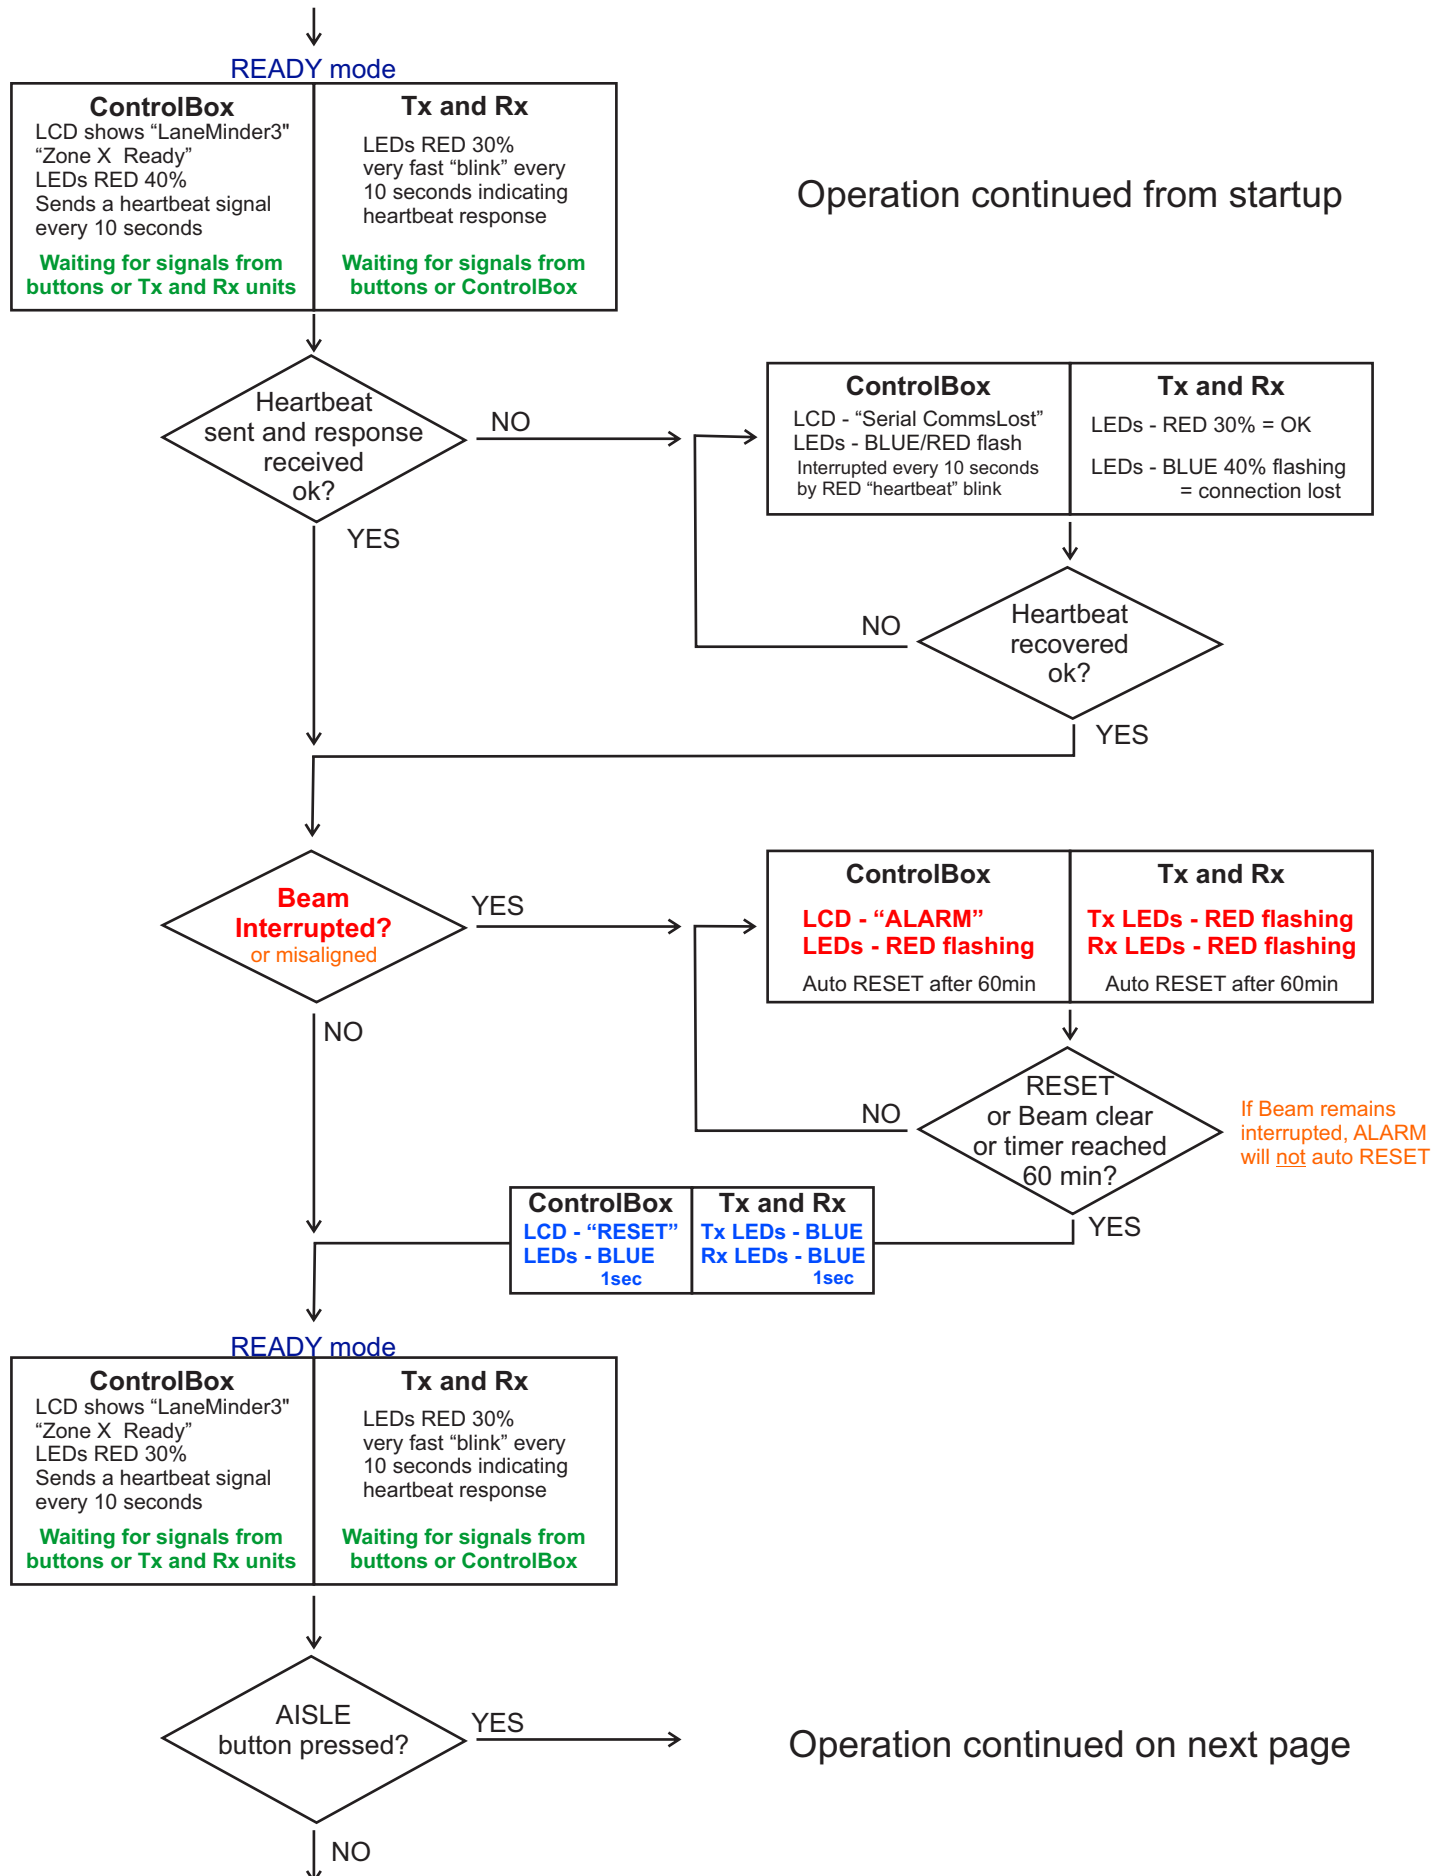 READY mode
ControlBox
LCD shows “LaneMinder3"
“Zone X  Ready”
LEDs RED 40%
Sends a heartbeat signal
every 10 seconds
Waiting for signals from
buttons or Tx and Rx units
Tx and Rx
LEDs RED 30%
very fast “blink” every
10 seconds indicating
heartbeat response
Waiting for signals from
buttons or ControlBox
Operation continued from startup
Heartbeat
sent and response
received
ok?
NO
YES
ControlBox
LCD - “Serial CommsLost”
LEDs - BLUE/RED flash
Interrupted every 10 seconds
by RED “heartbeat” blink
Tx and Rx
LEDs - RED 30% = OK
LEDs - BLUE 40% flashing
= connection lost
Heartbeat
recovered
ok?
NO
YES
Beam
Interrupted?
or misaligned
YES
NO
ControlBox
LCD - “ALARM”
LEDs - RED flashing
Auto RESET after 60min
Tx and Rx
Tx LEDs - RED flashing
Rx LEDs - RED flashing
Auto RESET after 60min
RESET
or Beam clear
or timer reached
60 min?
NO
YES
If Beam remains
interrupted, ALARM
will not auto RESET
ControlBox
LCD - “RESET”
LEDs - BLUE
1sec
Tx and Rx
Tx LEDs - BLUE
Rx LEDs - BLUE
1sec
READY mode
ControlBox
LCD shows “LaneMinder3"
“Zone X  Ready”
LEDs RED 30%
Sends a heartbeat signal
every 10 seconds
Waiting for signals from
buttons or Tx and Rx units
Tx and Rx
LEDs RED 30%
very fast “blink” every
10 seconds indicating
heartbeat response
Waiting for signals from
buttons or ControlBox
AISLE
button pressed?
YES
NO
Operation continued on next page